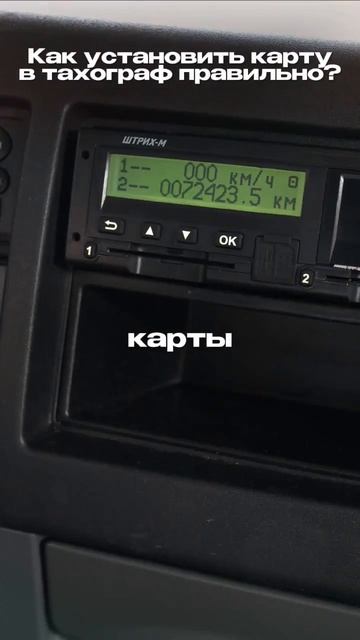 Как установить карту
в тахограф правильно?
ШТРИХ-М
1-- 000 км/ч
2-- 0072423.5 км
OK
1
2
карты